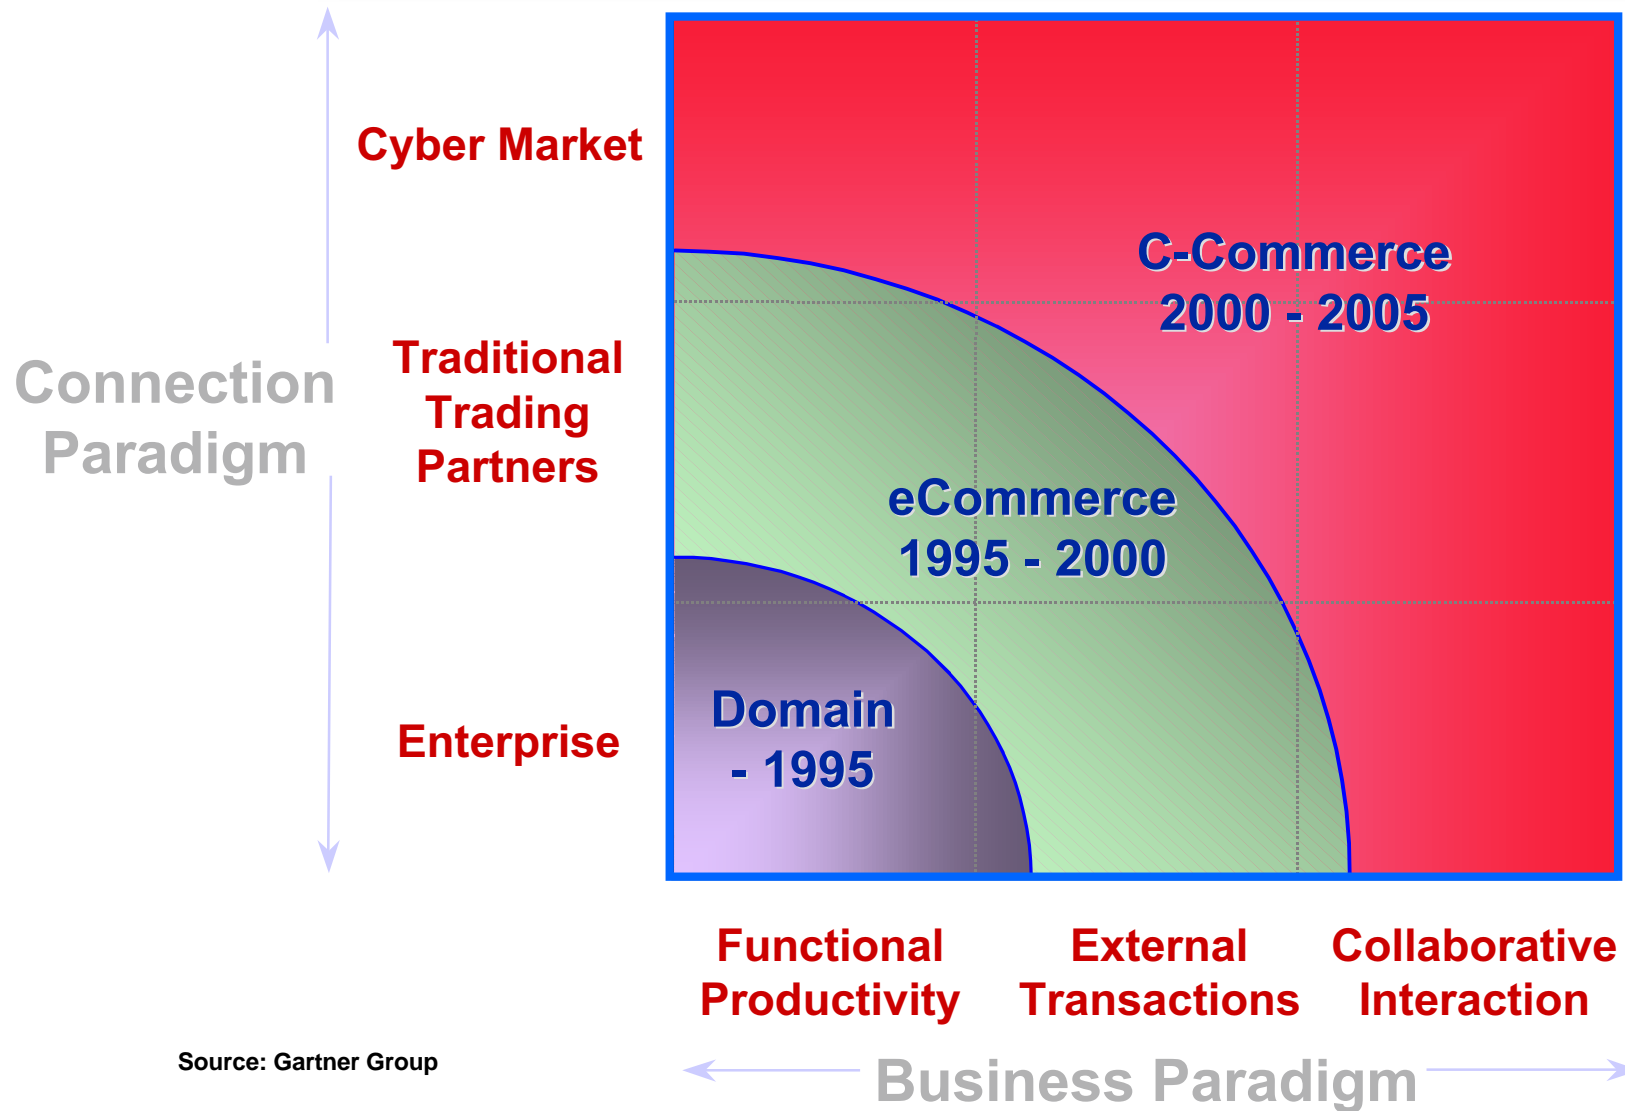 Cyber Market
C-Commerce
2000 - 2005
Traditional
Trading
Partners
Connection
Paradigm
eCommerce
1995 - 2000
Domain
- 1995
Enterprise
Functional
Productivity
External
Transactions
Collaborative
Interaction
Source: Gartner Group
Business Paradigm